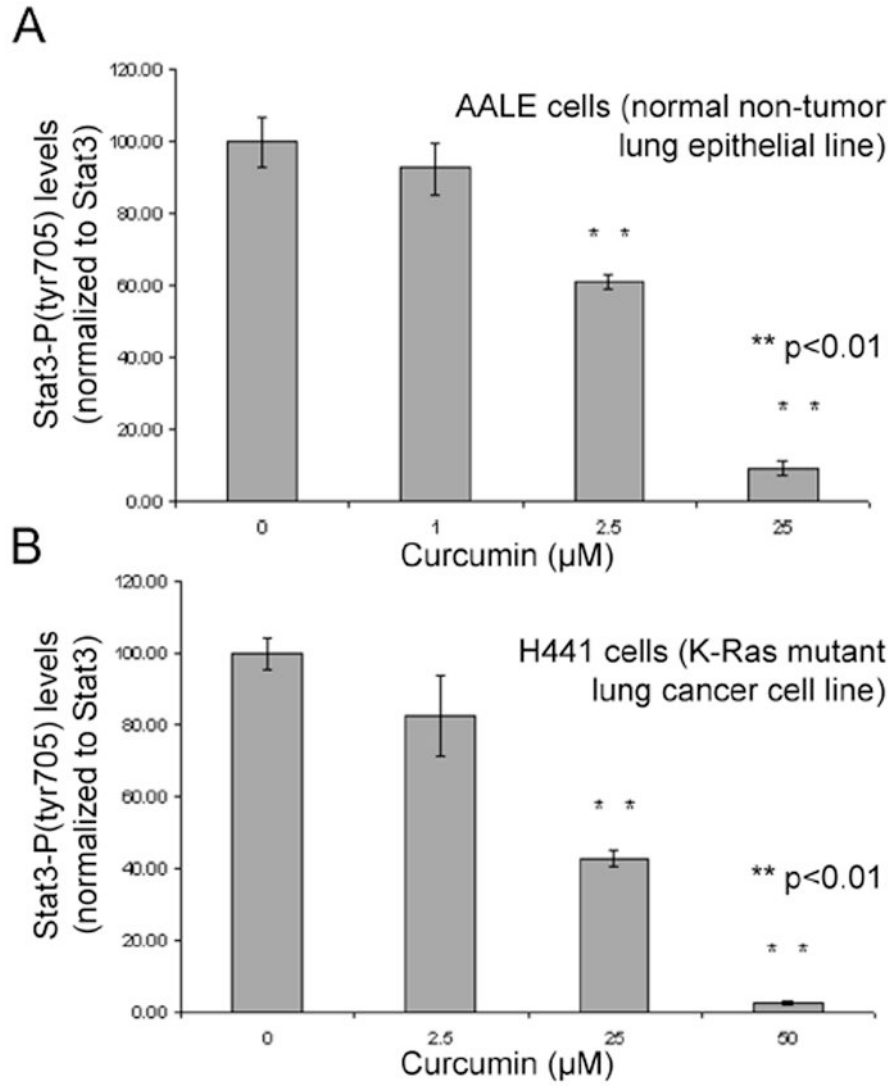 A
120.00
100.00
80.00
60.00
40.00
20.00
0.00
Stat3-P(tyr705) levels
(normalized to Stat3)
AALE cells (normal non-tumor
lung epithelial line)
* *
** p<0.01
* *
0 1 2.5 25
Curcumin (µM)
B
120.00
100.00
80.00
60.00
40.00
20.00
0.00
Stat3-P(tyr705) levels
(normalized to Stat3)
H441 cells (K-Ras mutant
lung cancer cell line)
* *
** p<0.01
* *
0 2.5 25 50
Curcumin (µM)